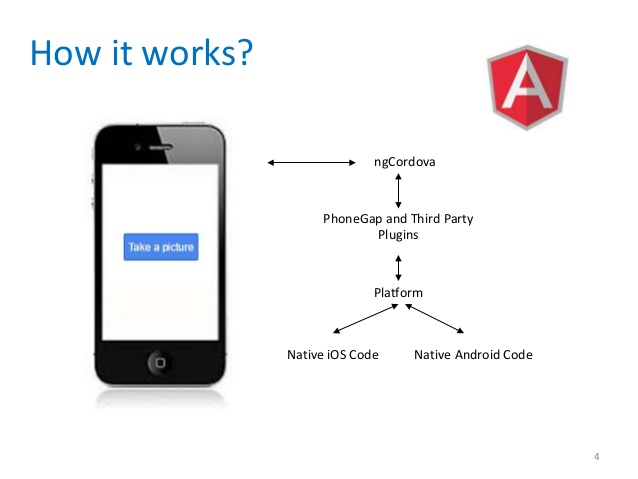 How it works?
A
Take a picture
ngCordova
PhoneGap and Third Party
Plugins
Platform
Native iOS Code
Native Android Code
4